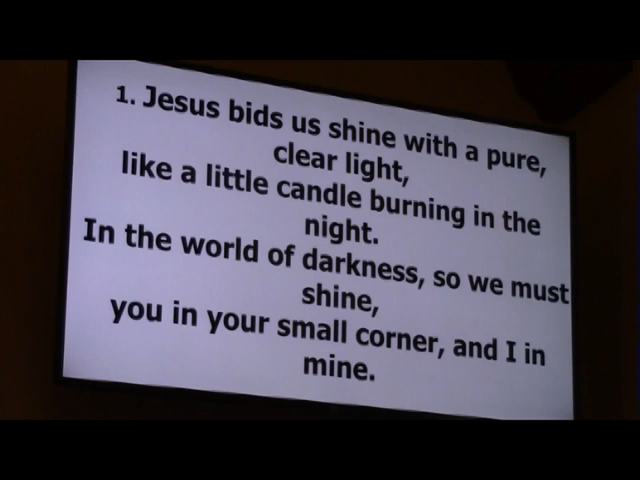 1. Jesus bids us shine with a pure,
clear light,
like a little candle burning in the
night.
In the world of darkness, so we must
shine,
you in your small corner, and I in
mine.